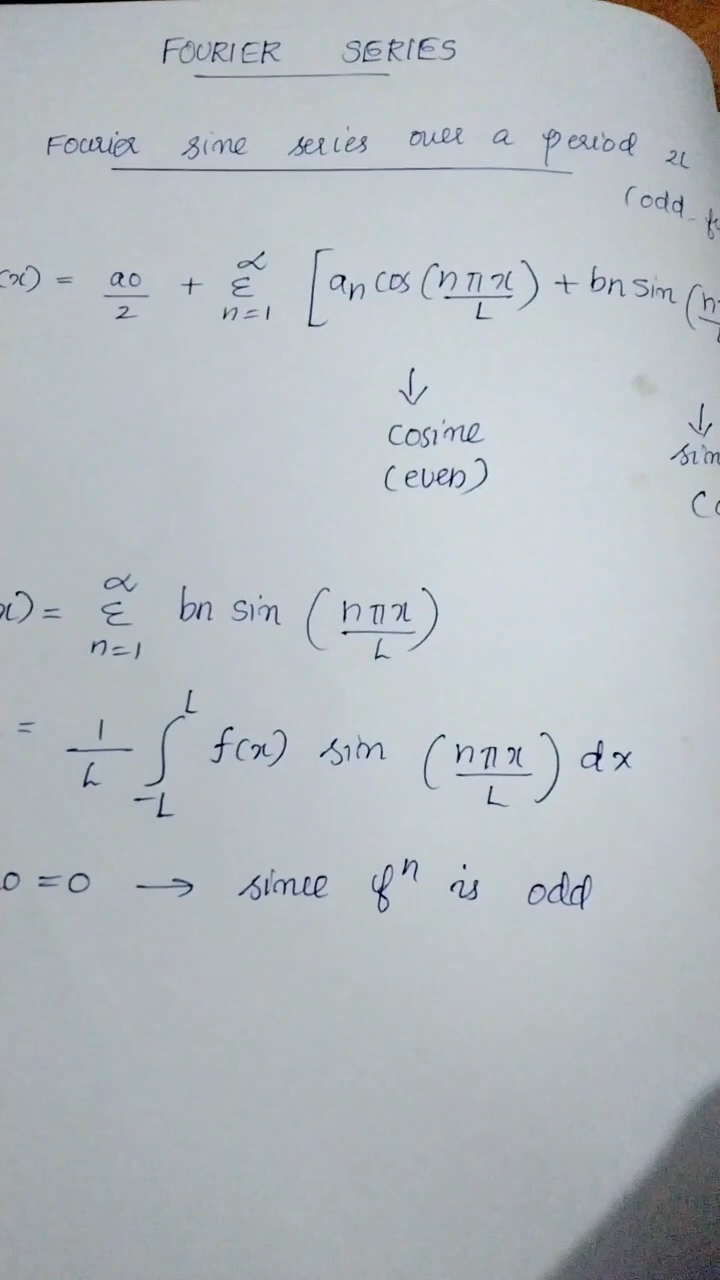 FOURIER SERIES
Fourier sine series over a period 2L
(odd
(x) = a0/2 + Σ n=1 ∝ [an cos (nπx/L) + bn sin (n
↓ ↓
cosine
(even)
x) = Σ n=1 ∝ bn sin (nπx/L)
= 1/L ∫ -L L f(x) sin (nπx/L) dx
0 = 0 → since fⁿ is odd